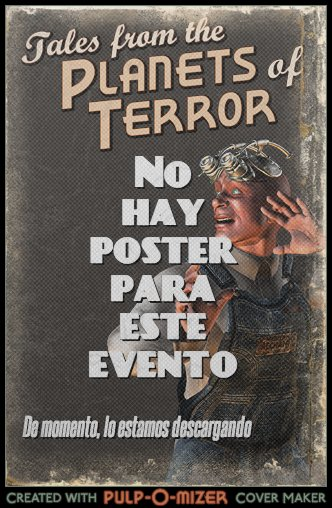 Tales from the
PLANETS of
TERROR
No
HAY
POSTER
PARA
ESTE
EVENTO
De momento, lo estamos descargando
CREATED WITH PULP-O-MIZER COVER MAKER